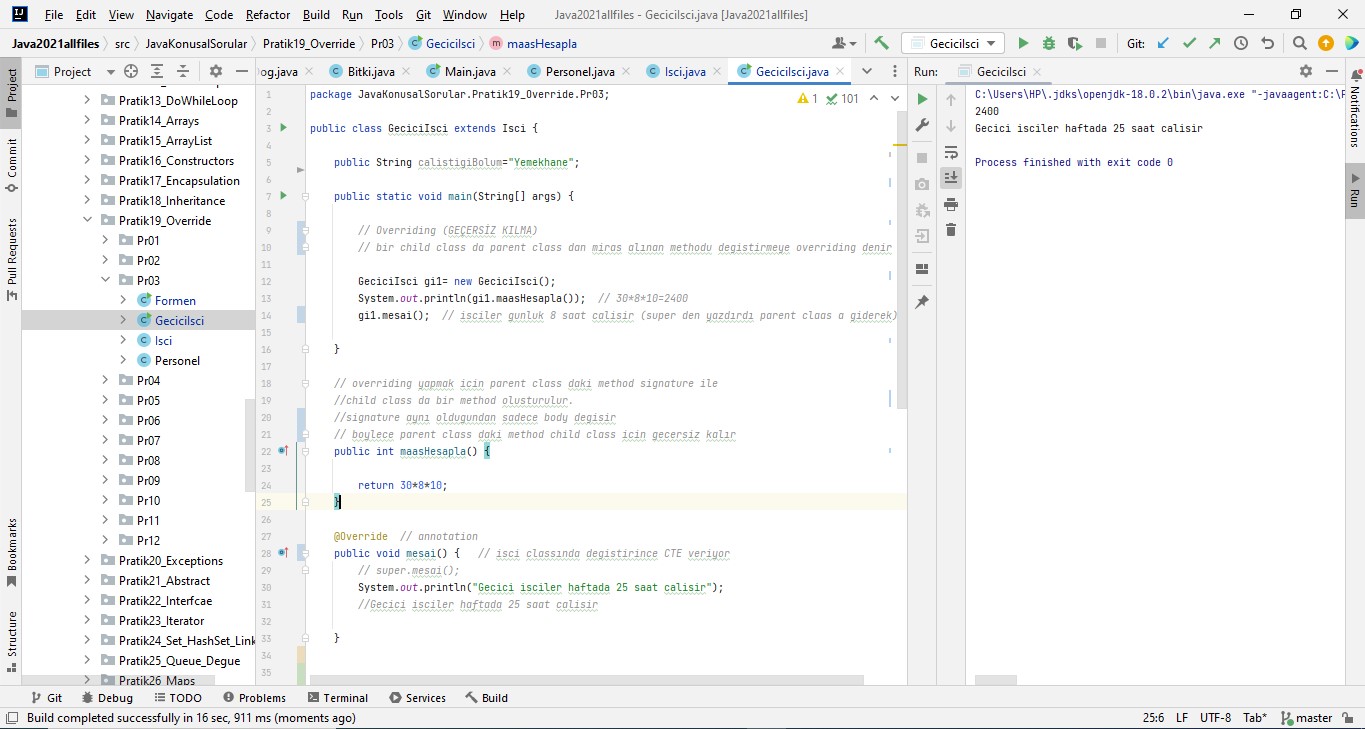 File Edit View Navigate Code Refactor Build Run Tools Git Window Help Java2021allfiles - GeciciIsci.java [Java2021allfiles]
Java2021allfiles src JavaKonusalSorular Pratik19_Override Pr03 GeciciIsci maasHesapla GeciciIsci Git:
Project
og.java Bitki.java Main.java Personel.java Isci.java GeciciIsci.java
Run: GeciciIsci
Project
Commit
Pull Requests
Bookmarks
Structure
Pratik13_DoWhileLoop
Pratik14_Arrays
Pratik15_ArrayList
Pratik16_Constructors
Pratik17_Encapsulation
Pratik18_Inheritance
Pratik19_Override
Pr01
Pr02
Pr03
Formen
GeciciIsci
Isci
Personel
Pr04
Pr05
Pr06
Pr07
Pr08
Pr09
Pr10
Pr11
Pr12
Pratik20_Exceptions
Pratik21_Abstract
Pratik22_Interfcae
Pratik23_Iterator
Pratik24_Set_HashSet_Link
Pratik25_Queue_Degue
Pratik26_Maps
1 101
1 package JavaKonusalSorular.Pratik19_Override.Pr03;
2
3 public class GeciciIsci extends Isci {
4
5 public String calistigiBolum="Yemekhane";
6
7 public static void main(String[] args) {
8
9 // Overriding (GEÇERSİZ KILMA)
10 // bir child class da parent class dan miras alınan methodu degistirmeye overriding denir
11
12 GeciciIsci gi1= new GeciciIsci();
13 System.out.println(gi1.maasHesapla()); // 30*8*10=2400
14 gi1.mesai(); // isciler gunluk 8 saat calisir (super den yazdırdı parent claas a giderek)
15
16 }
17
18 // overriding yapmak icin parent class daki method signature ile
19 //child class da bir method olusturulur.
20 //signature aynı oldugundan sadece body degisir
21 // boylece parent class daki method child class icin gecersiz kalır
22 public int maasHesapla() {
23
24 return 30*8*10;
25 }
26
27 @Override // annotation
28 public void mesai() { // isci classında degistirince CTE veriyor
29 // super.mesai();
30 System.out.println("Gecici isciler haftada 25 saat calisir");
31 //Gecici isciler haftada 25 saat calisir
32
33 }
34
35
C:\Users\HP\.jdks\openjdk-18.0.2\bin\java.exe "-javaagent:C:\P
2400
Gecici isciler haftada 25 saat calisir
Process finished with exit code 0
Notifications
Run
Git Debug TODO Problems Terminal Services Build
Build completed successfully in 16 sec, 911 ms (moments ago) 25:6 LF UTF-8 Tab* master